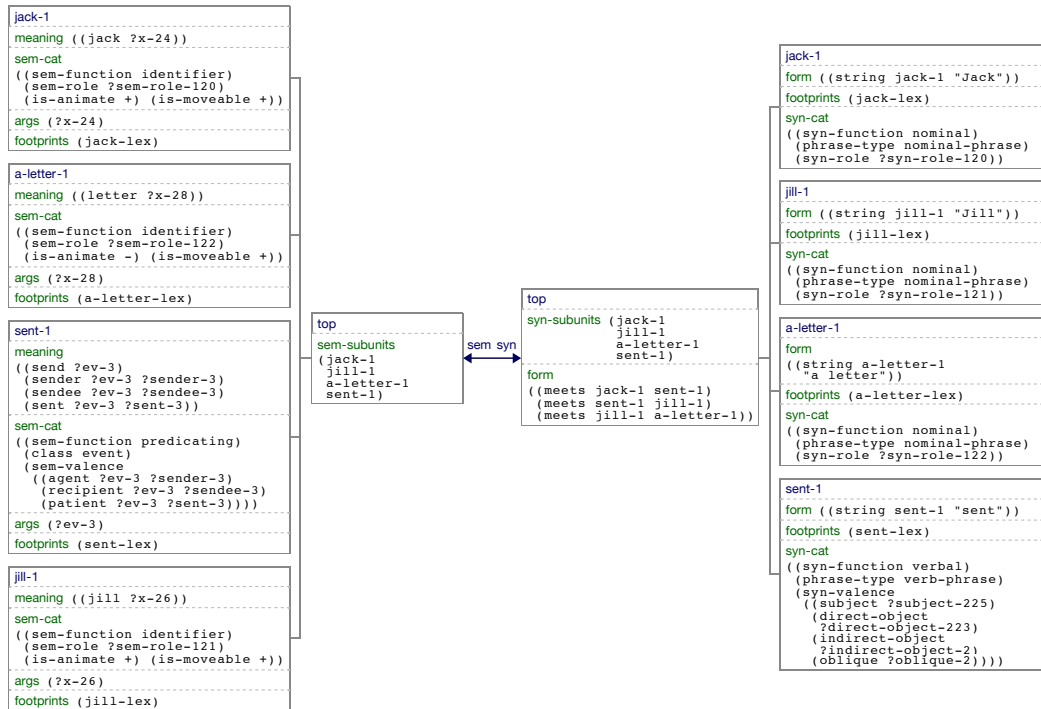 jack-1
meaning ((jack ?x-24))
sem-cat
((sem-function identifier)
(sem-role ?sem-role-120)
(is-animate +) (is-moveable +))
args (?x-24)
footprints (jack-lex)
a-letter-1
meaning ((letter ?x-28))
sem-cat
((sem-function identifier)
(sem-role ?sem-role-122)
(is-animate -) (is-moveable +))
args (?x-28)
footprints (a-letter-lex)
sent-1
meaning
((send ?ev-3)
(sender ?ev-3 ?sender-3)
(sendee ?ev-3 ?sendee-3)
(sent ?ev-3 ?sent-3))
sem-cat
((sem-function predicating)
(class event)
(sem-valence
((agent ?ev-3 ?sender-3)
(recipient ?ev-3 ?sendee-3)
(patient ?ev-3 ?sent-3))))
args (?ev-3)
footprints (sent-lex)
jill-1
meaning ((jill ?x-26))
sem-cat
((sem-function identifier)
(sem-role ?sem-role-121)
(is-animate +) (is-moveable +))
args (?x-26)
footprints (jill-lex)
top
sem-subunits
(jack-1
jill-1
a-letter-1
sent-1)
sem syn
top
syn-subunits (jack-1
jill-1
a-letter-1
sent-1)
form
((meets jack-1 sent-1)
(meets sent-1 jill-1)
(meets jill-1 a-letter-1))
jack-1
form ((string jack-1 "Jack"))
footprints (jack-lex)
syn-cat
((syn-function nominal)
(phrase-type nominal-phrase)
(syn-role ?syn-role-120))
jill-1
form ((string jill-1 "Jill"))
footprints (jill-lex)
syn-cat
((syn-function nominal)
(phrase-type nominal-phrase)
(syn-role ?syn-role-121))
a-letter-1
form
((string a-letter-1
"a letter"))
footprints (a-letter-lex)
syn-cat
((syn-function nominal)
(phrase-type nominal-phrase)
(syn-role ?syn-role-122))
sent-1
form ((string sent-1 "sent"))
footprints (sent-lex)
syn-cat
((syn-function verbal)
(phrase-type verb-phrase)
(syn-valence
((subject ?subject-225)
(direct-object
?direct-object-223)
(indirect-object
?indirect-object-2)
(oblique ?oblique-2))))